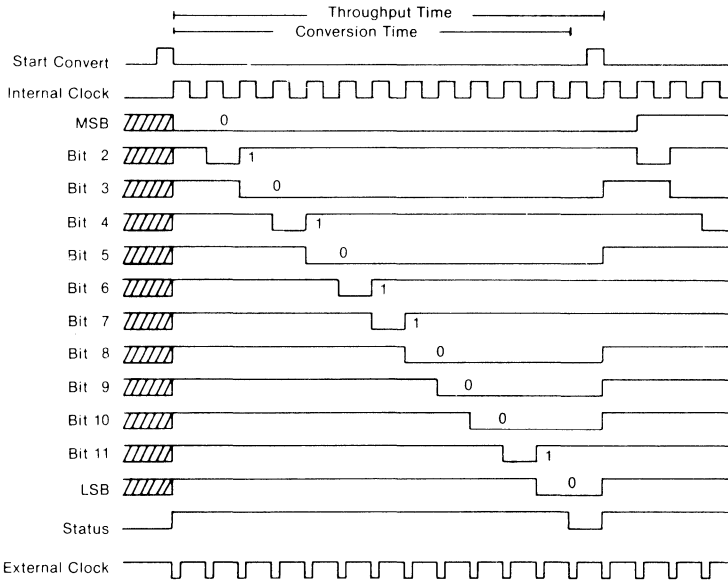 Throughput Time
Conversion Time
Start Convert
Internal Clock
MSB 0
Bit 2 1
Bit 3 0
Bit 4 1
Bit 5 0
Bit 6 1
Bit 7 1
Bit 8 0
Bit 9 0
Bit 10 0
Bit 11 1
LSB 0
Status
External Clock